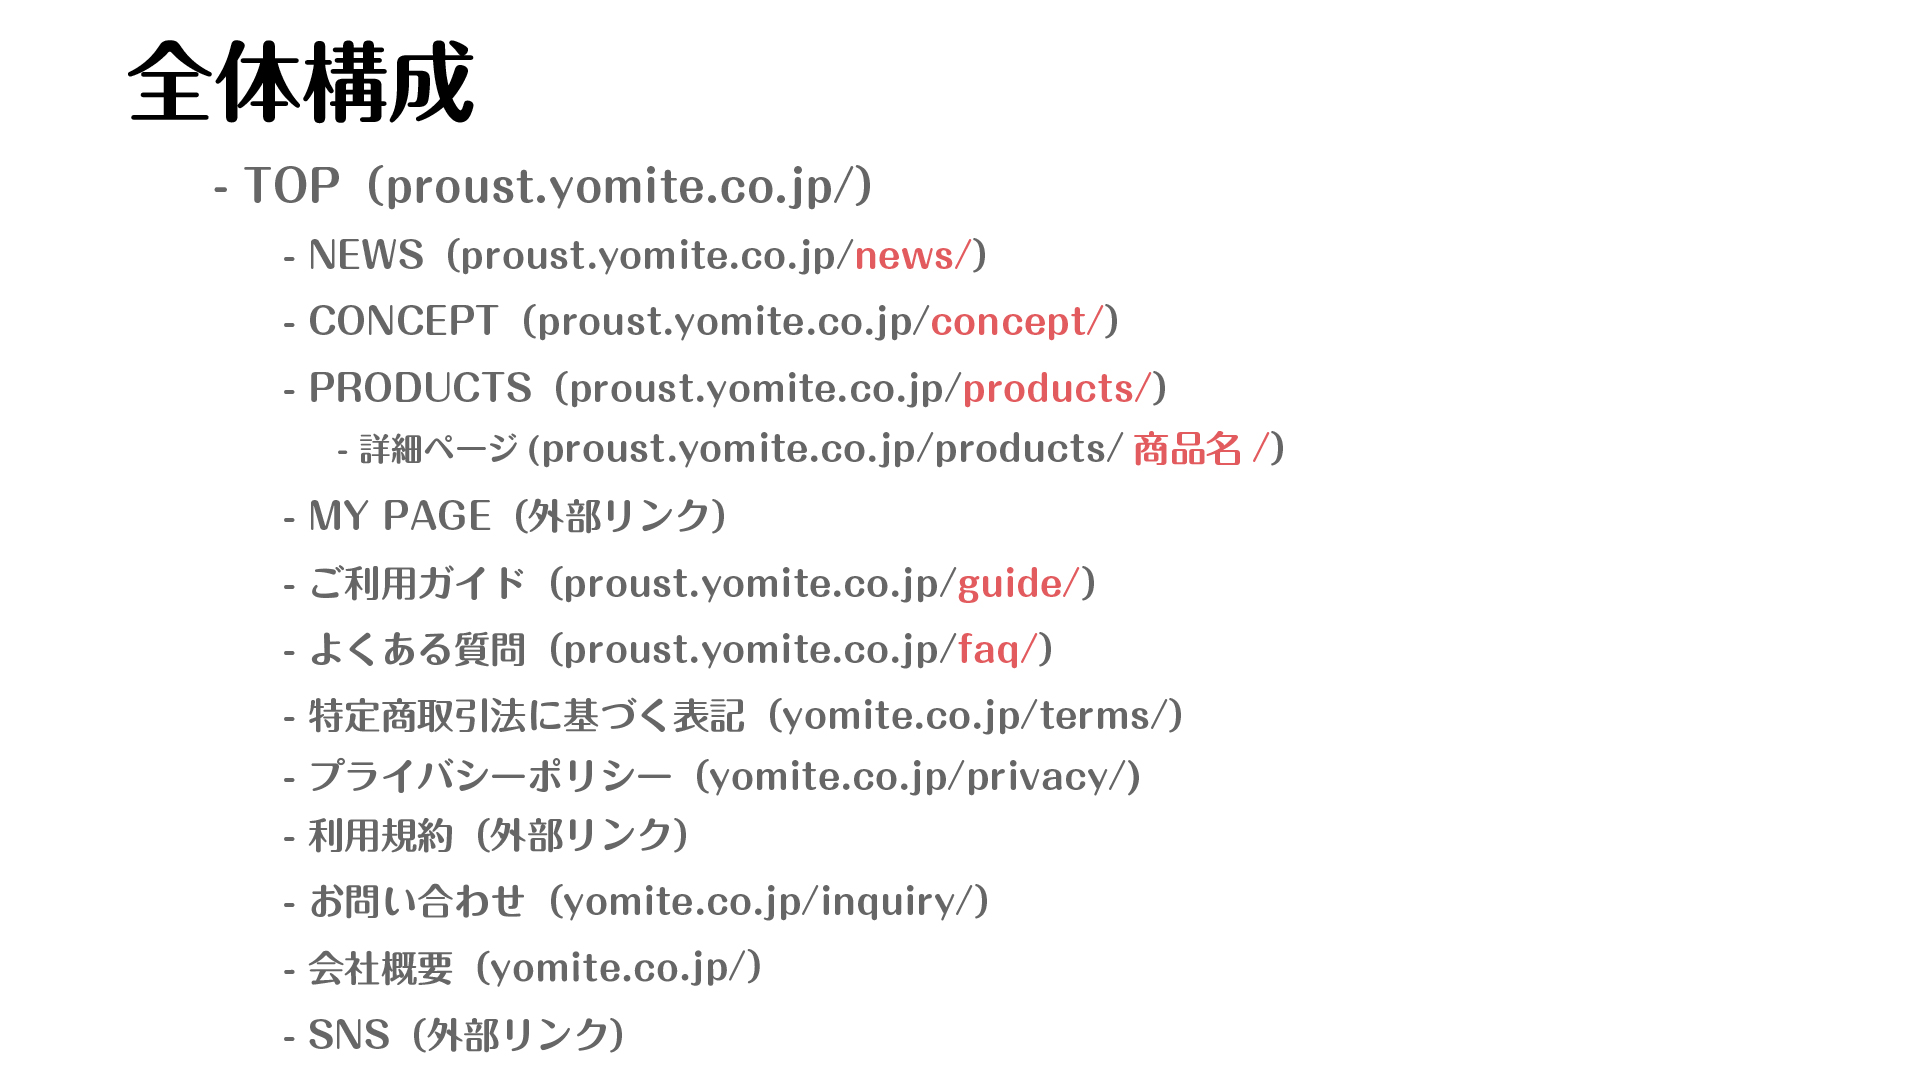 全体構成
- TOP（proust.yomite.co.jp/）
- NEWS（proust.yomite.co.jp/news/）
- CONCEPT（proust.yomite.co.jp/concept/）
- PRODUCTS（proust.yomite.co.jp/products/）
- 詳細ページ (proust.yomite.co.jp/products/ 商品名 /）
- MY PAGE（外部リンク）
- ご利用ガイド（proust.yomite.co.jp/guide/）
- よくある質問（proust.yomite.co.jp/faq/）
- 特定商取引法に基づく表記（yomite.co.jp/terms/）
- プライバシーポリシー（yomite.co.jp/privacy/)
- 利用規約（外部リンク）
- お問い合わせ（yomite.co.jp/inquiry/）
- 会社概要（yomite.co.jp/）
- SNS（外部リンク）